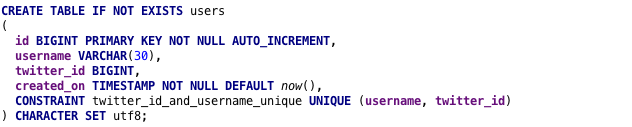 CREATE TABLE IF NOT EXISTS users
(
id BIGINT PRIMARY KEY NOT NULL AUTO_INCREMENT,
username VARCHAR(30),
twitter_id BIGINT,
created_on TIMESTAMP NOT NULL DEFAULT now(),
CONSTRAINT twitter_id_and_username_unique UNIQUE (username, twitter_id)
) CHARACTER SET utf8;